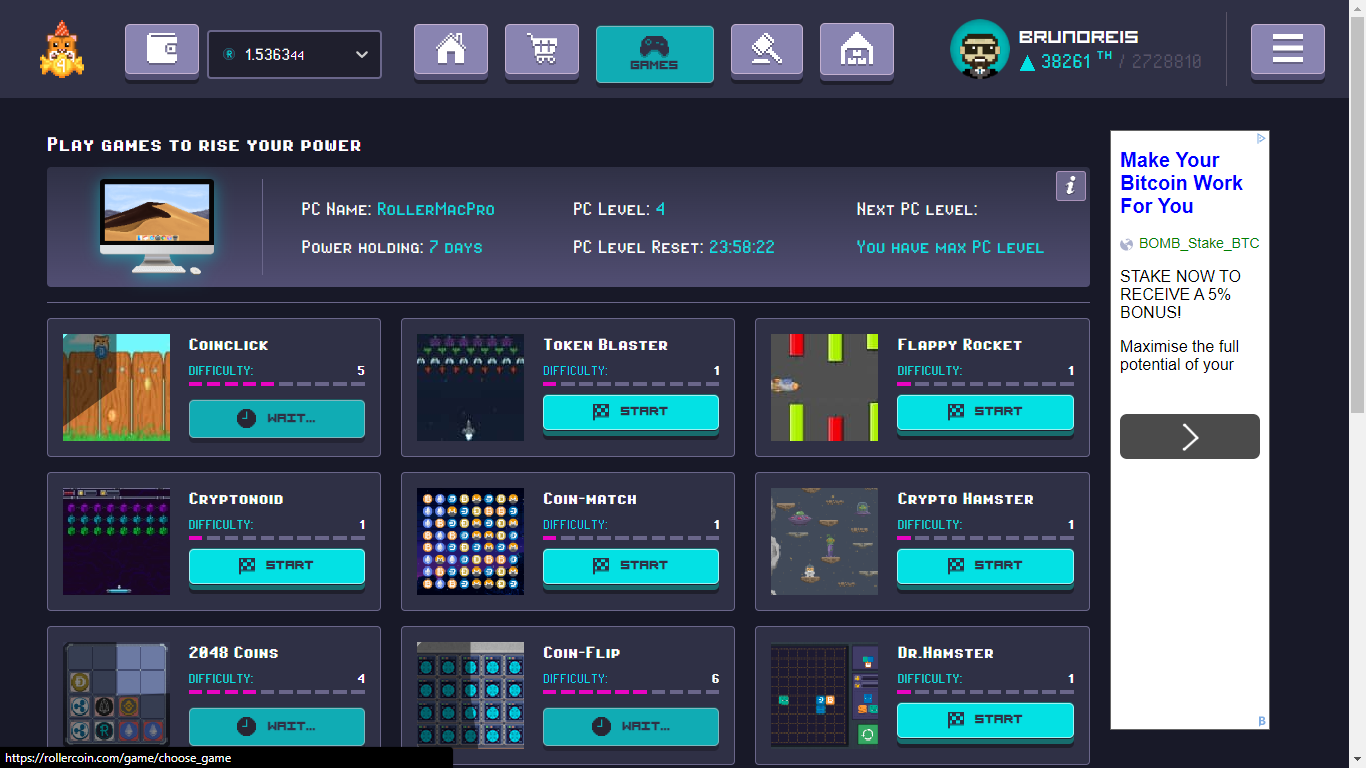 1.536344
GAMES
BRUNOREIS
38261 TH / 2728810
Play games to rise your power
PC Name: RollerMacPro
PC Level: 4
Next PC level:
Power holding: 7 days
PC Level Reset: 23:58:22
You have max PC level
i
Coinclick
Difficulty: 5
Wait...
Token Blaster
Difficulty: 1
Start
Flappy Rocket
Difficulty: 1
Start
Cryptonoid
Difficulty: 1
Start
Coin-match
Difficulty: 1
Start
Crypto Hamster
Difficulty: 1
Start
2048 Coins
Difficulty: 4
Wait...
Coin-Flip
Difficulty: 6
Wait...
Dr.Hamster
Difficulty: 1
Start
Make Your
Bitcoin Work
For You
BOMB_Stake_BTC
STAKE NOW TO
RECEIVE A 5%
BONUS!
Maximise the full
potential of your
https://rollercoin.com/game/choose_game